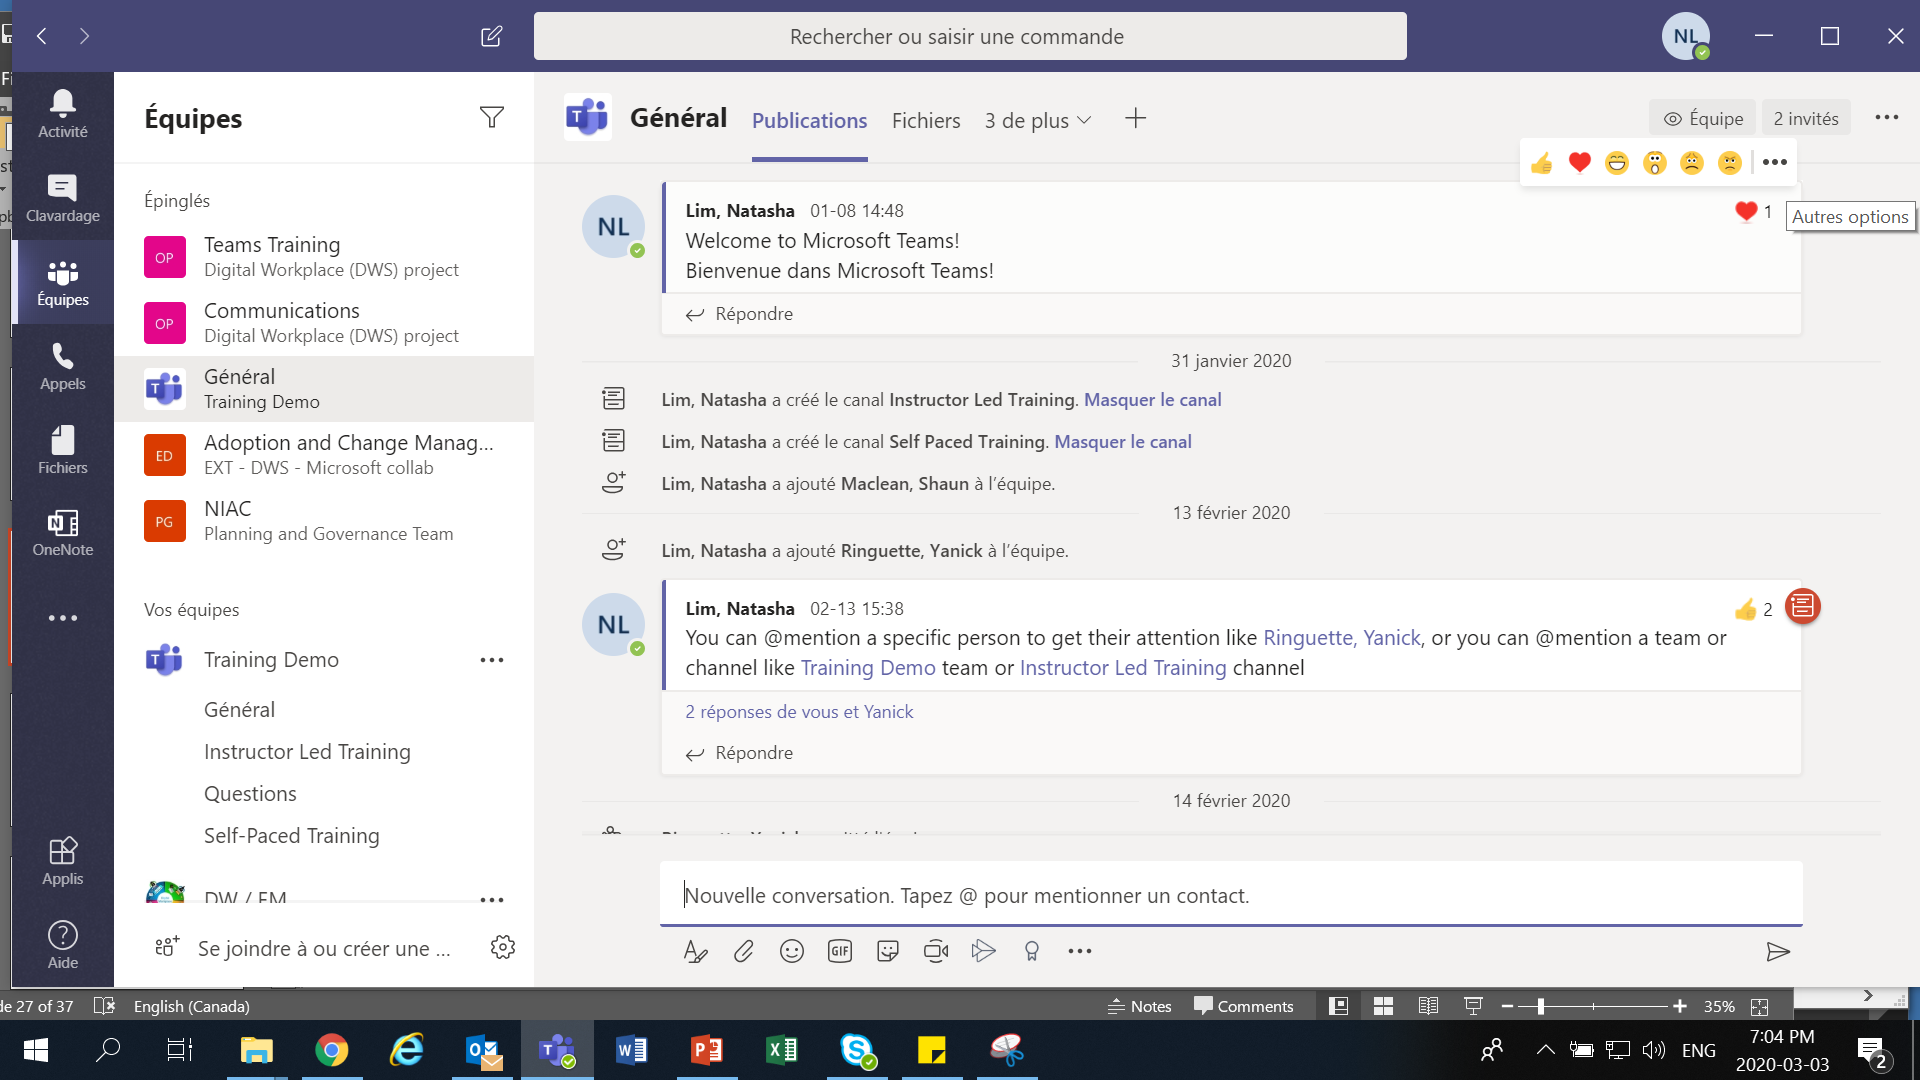 Rechercher ou saisir une commande
NL
Activité
Clavardage
Équipes
Appels
Fichiers
OneNote
Applis
Aide
Équipes
Épinglés
OP
Teams Training
Digital Workplace (DWS) project
OP
Communications
Digital Workplace (DWS) project
Général
Training Demo
ED
Adoption and Change Manag...
EXT - DWS - Microsoft collab
PG
NIAC
Planning and Governance Team
Vos équipes
Training Demo
Général
Instructor Led Training
Questions
Self-Paced Training
DW / EM
Se joindre à ou créer une ...
Général
Publications
Fichiers
3 de plus
Équipe
2 invités
NL
Lim, Natasha 01-08 14:48
1
Autres options
Welcome to Microsoft Teams!
Bienvenue dans Microsoft Teams!
Répondre
31 janvier 2020
Lim, Natasha a créé le canal Instructor Led Training. Masquer le canal
Lim, Natasha a créé le canal Self Paced Training. Masquer le canal
Lim, Natasha a ajouté Maclean, Shaun à l'équipe.
13 février 2020
Lim, Natasha a ajouté Ringuette, Yanick à l'équipe.
NL
Lim, Natasha 02-13 15:38
2
You can @mention a specific person to get their attention like Ringuette, Yanick, or you can @mention a team or
channel like Training Demo team or Instructor Led Training channel
2 réponses de vous et Yanick
Répondre
14 février 2020
Nouvelle conversation. Tapez @ pour mentionner un contact.
GIF
de 27 of 37
English (Canada)
Notes
Comments
35%
ENG
7:04 PM
2020-03-03
2